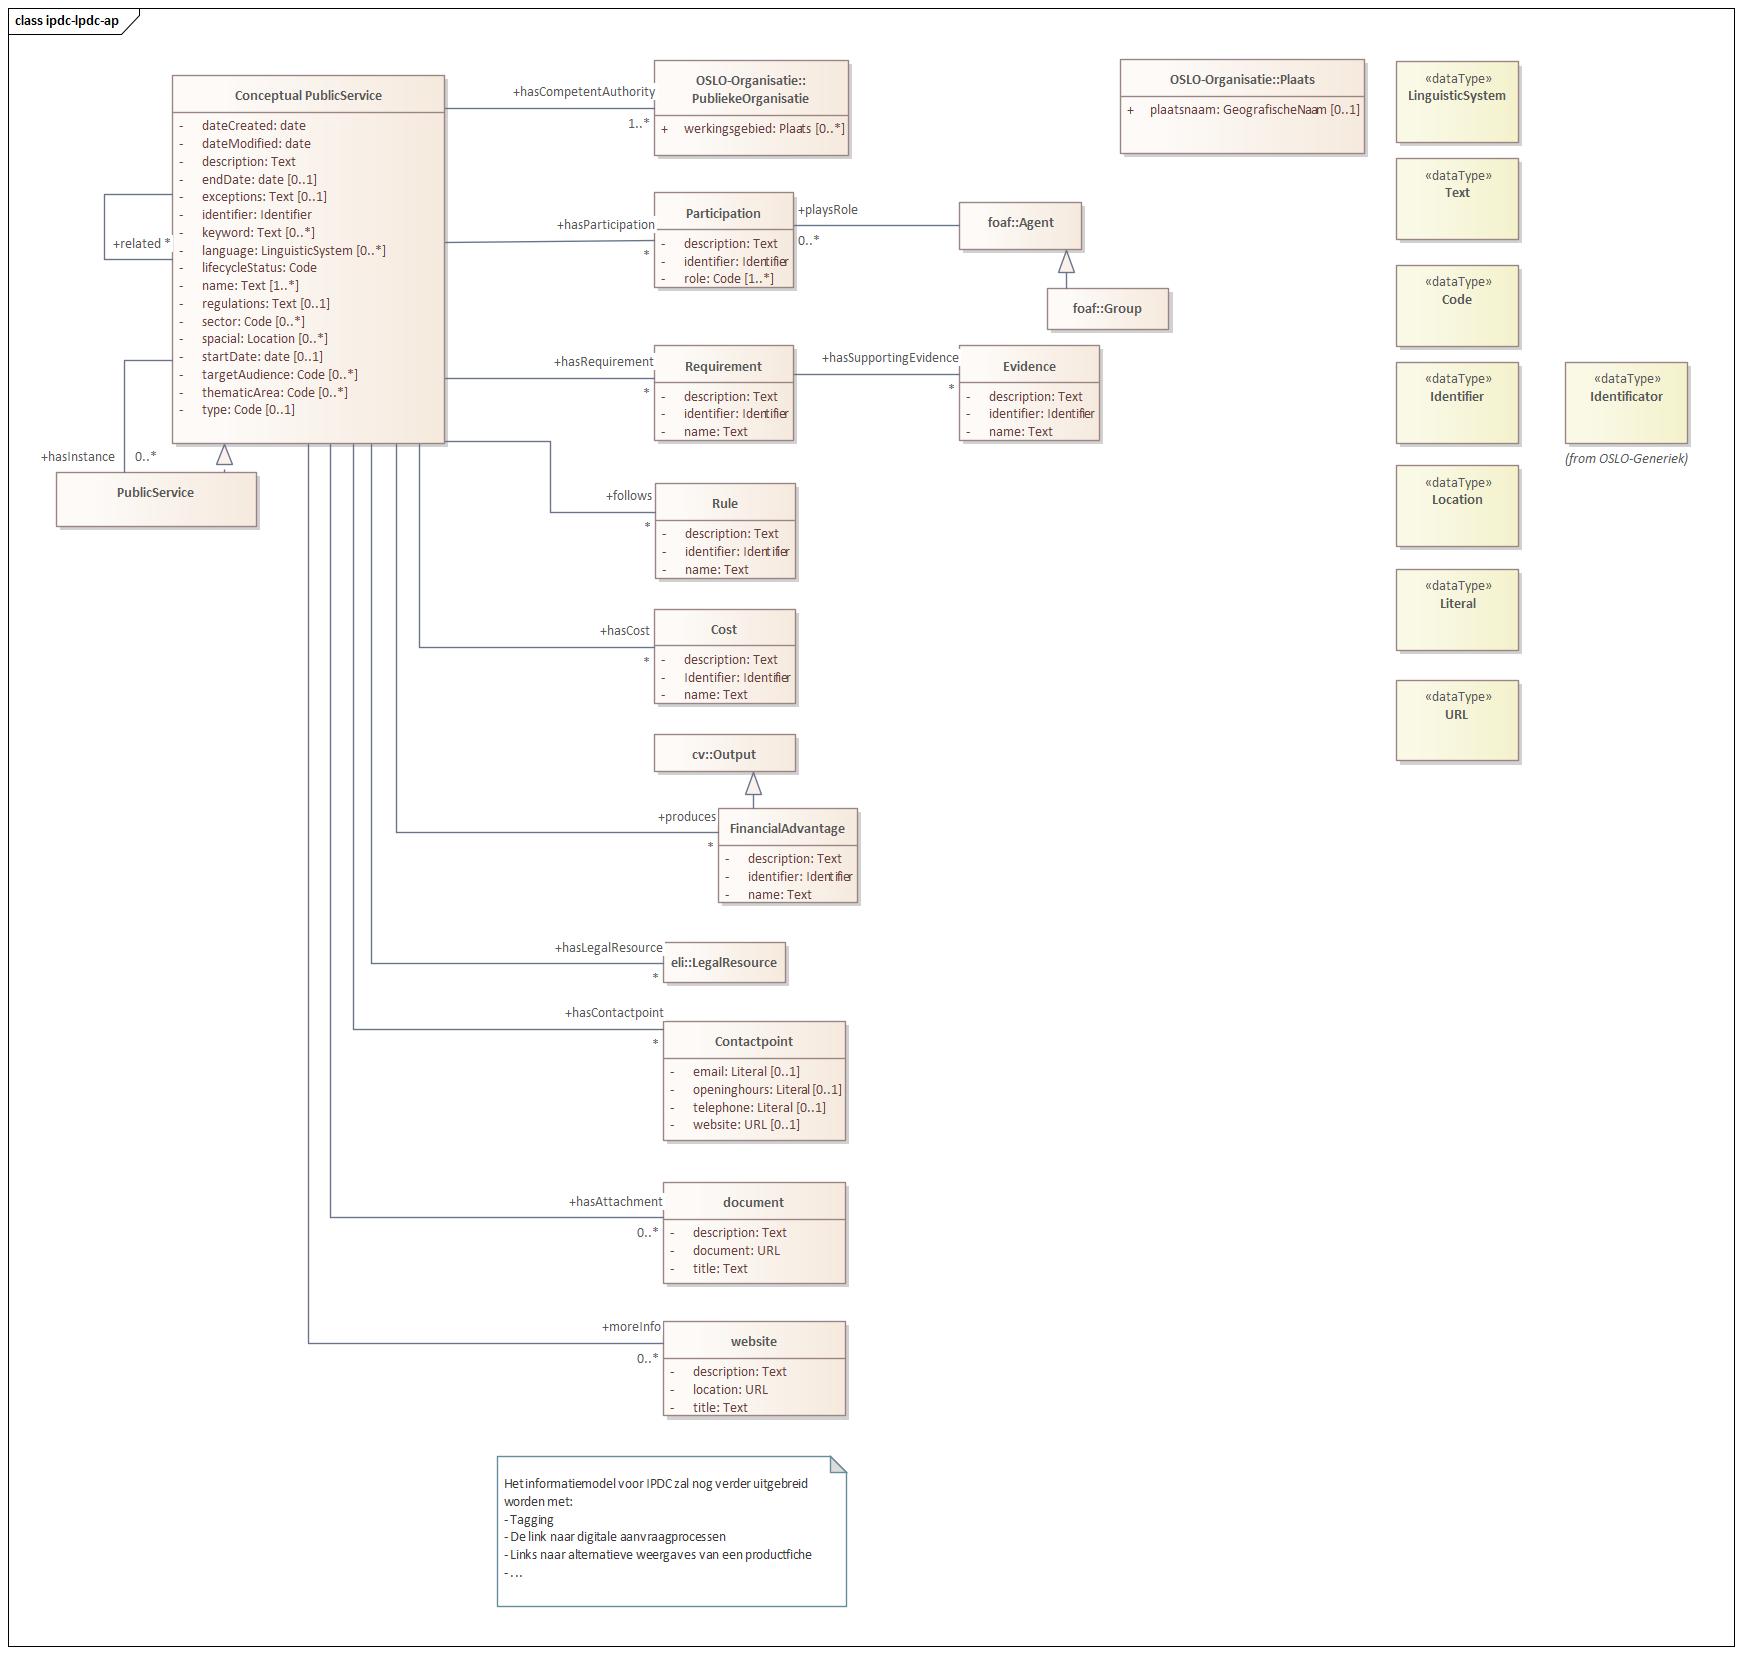 class ipdc-lpdc-ap
Conceptual PublicService
- dateCreated: date
- dateModified: date
- description: Text
- endDate: date [0..1]
- exceptions: Text [0..1]
- identifier: Identifier
- keyword: Text [0..*]
- language: LinguisticSystem [0..*]
- lifecycleStatus: Code
- name: Text [1..*]
- regulations: Text [0..1]
- sector: Code [0..*]
- spacial: Location [0..*]
- startDate: date [0..1]
- targetAudience: Code [0..*]
- thematicArea: Code [0..*]
- type: Code [0..1]
+related *
+hasInstance 0..*
PublicService
+hasCompetentAuthority
1..*
OSLO-Organisatie::
PubliekeOrganisatie
+ werkingsgebied: Plaats [0..*]
OSLO-Organisatie::Plaats
+ plaatsnaam: GeografischeNaam [0..1]
+hasParticipation
*
Participation
- description: Text
- identifier: Identifier
- role: Code [1..*]
+playsRole
0..*
foaf::Agent
foaf::Group
+hasRequirement
*
Requirement
- description: Text
- identifier: Identifier
- name: Text
+hasSupportingEvidence
*
Evidence
- description: Text
- identifier: Identifier
- name: Text
+follows
*
Rule
- description: Text
- identifier: Identifier
- name: Text
+hasCost
*
Cost
- description: Text
- Identifier: Identifier
- name: Text
cv::Output
+produces
*
FinancialAdvantage
- description: Text
- identifier: Identifier
- name: Text
+hasLegalResource
*
eli::LegalResource
+hasContactpoint
*
Contactpoint
- email: Literal [0..1]
- openinghours: Literal [0..1]
- telephone: Literal [0..1]
- website: URL [0..1]
+hasAttachment
0..*
document
- description: Text
- document: URL
- title: Text
+moreInfo
0..*
website
- description: Text
- location: URL
- title: Text
Het informatiemodel voor IPDC zal nog verder uitgebreid
worden met:
- Tagging
- De link naar digitale aanvraagprocessen
- Links naar alternatieve weergaves van een productfiche
- ...
«dataType»
LinguisticSystem
«dataType»
Text
«dataType»
Code
«dataType»
Identifier
«dataType»
Identificator
(from OSLO-Generiek)
«dataType»
Location
«dataType»
Literal
«dataType»
URL